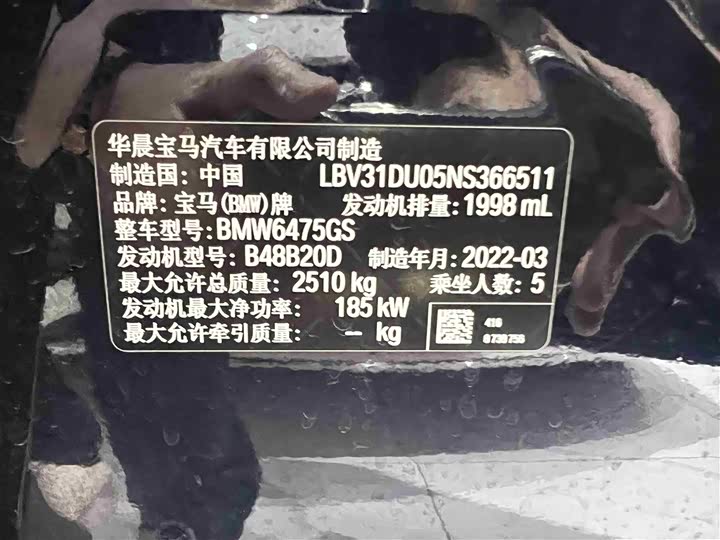 华晨宝马汽车有限公司制造
制造国：中国 LBV31DU05NS366511
品牌：宝马(BMW)牌 发动机排量：1998 mL
整车型号：BMW6475GS
发动机型号：B48B20D 制造年月：2022-03
最大允许总质量：2510 kg 乘坐人数：5
发动机最大净功率：185 kW
最大允许牵引质量：-- kg
410
0739755